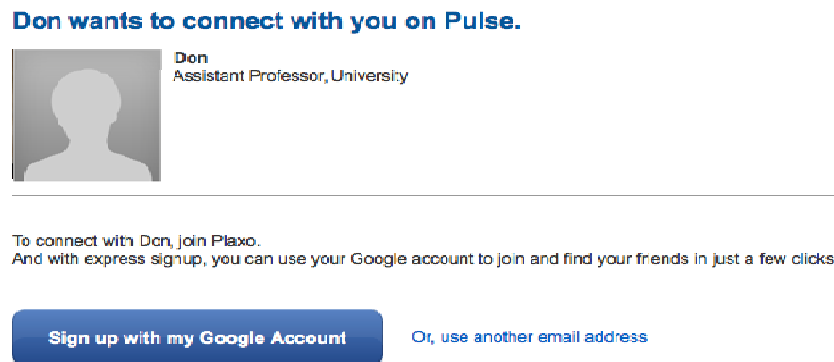 Don wants to connect with you on Pulse.
Don
Assistant Professor, University
To connect with Don, join Plaxo.
And with express signup, you can use your Google account to join and find your friends in just a few clicks
Sign up with my Google Account
Or, use another email address